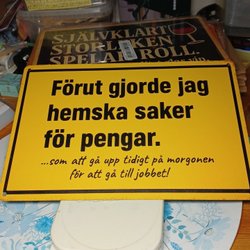 SJÄLVKLART
STORLEKEN
SPELAR ROLL.
Förut gjorde jag
hemska saker
för pengar.
...som att gå upp tidigt på morgonen
för att gå till jobbet!